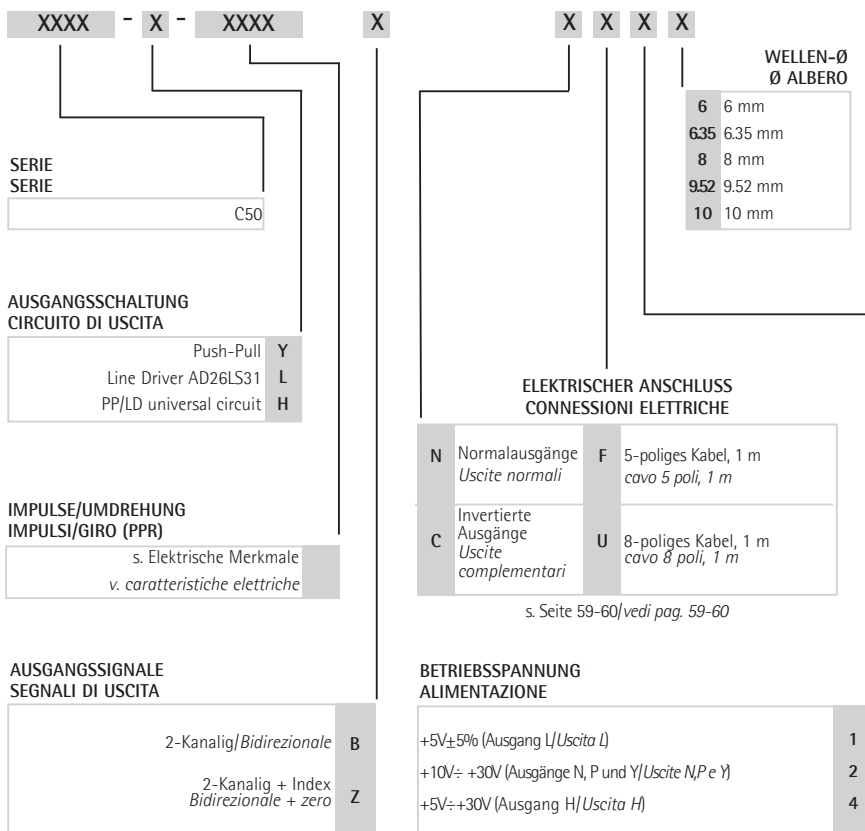 XXXX - X - XXXX X X X X X
WELLEN-Ø
Ø ALBERO
6 6 mm
6.35 6.35 mm
8 8 mm
9.52 9.52 mm
10 10 mm
SERIE
SERIE
C50
AUSGANGSSCHALTUNG
CIRCUITO DI USCITA
Push-Pull Y
Line Driver AD26LS31 L
PP/LD universal circuit H
ELEKTRISCHER ANSCHLUSS
CONNESSIONI ELETTRICHE
N Normalausgänge F 5-poliges Kabel, 1 m
Uscite normali cavo 5 poli, 1 m
Invertierte
Ausgänge
C Uscite U 8-poliges Kabel, 1 m
complementari cavo 8 poli, 1 m
s. Seite 59-60/vedi pag. 59-60
IMPULSE/UMDREHUNG
IMPULSI/GIRO (PPR)
s. Elektrische Merkmale
v. caratteristiche elettriche
AUSGANGSSIGNALE
SEGNALI DI USCITA
2-Kanalig/Bidirezionale B
2-Kanalig + Index
Bidirezionale + zero Z
BETRIEBSSPANNUNG
ALIMENTAZIONE
+5V±5% (Ausgang L/Uscita L) 1
+10V÷ +30V (Ausgänge N, P und Y/Uscite N,P e Y) 2
+5V÷+30V (Ausgang H/Uscita H) 4